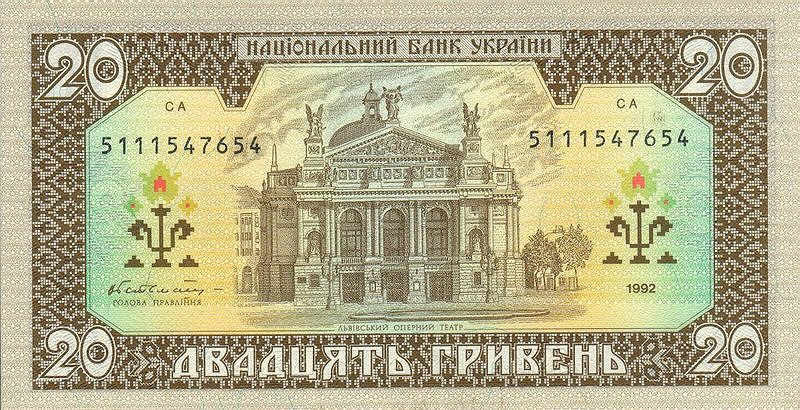 20 НАЦІОНАЛЬНИЙ БАНК УКРАЇНИ 20
СА СА
5111547654 5111547654
ГОЛОВА ПРАВЛІННЯ 1992
ЛЬВІВСЬКИЙ ОПЕРНИЙ ТЕАТР
20 ДВАДЦЯТЬ ГРИВЕНЬ 20